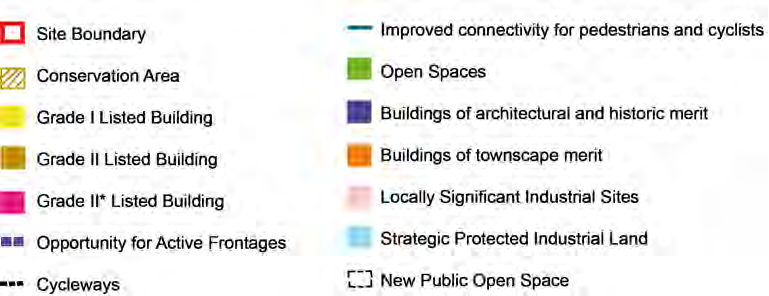 Site Boundary
Conservation Area
Grade I Listed Building
Grade II Listed Building
Grade II* Listed Building
Opportunity for Active Frontages
Cycleways
Improved connectivity for pedestrians and cyclists
Open Spaces
Buildings of architectural and historic merit
Buildings of townscape merit
Locally Significant Industrial Sites
Strategic Protected Industrial Land
New Public Open Space